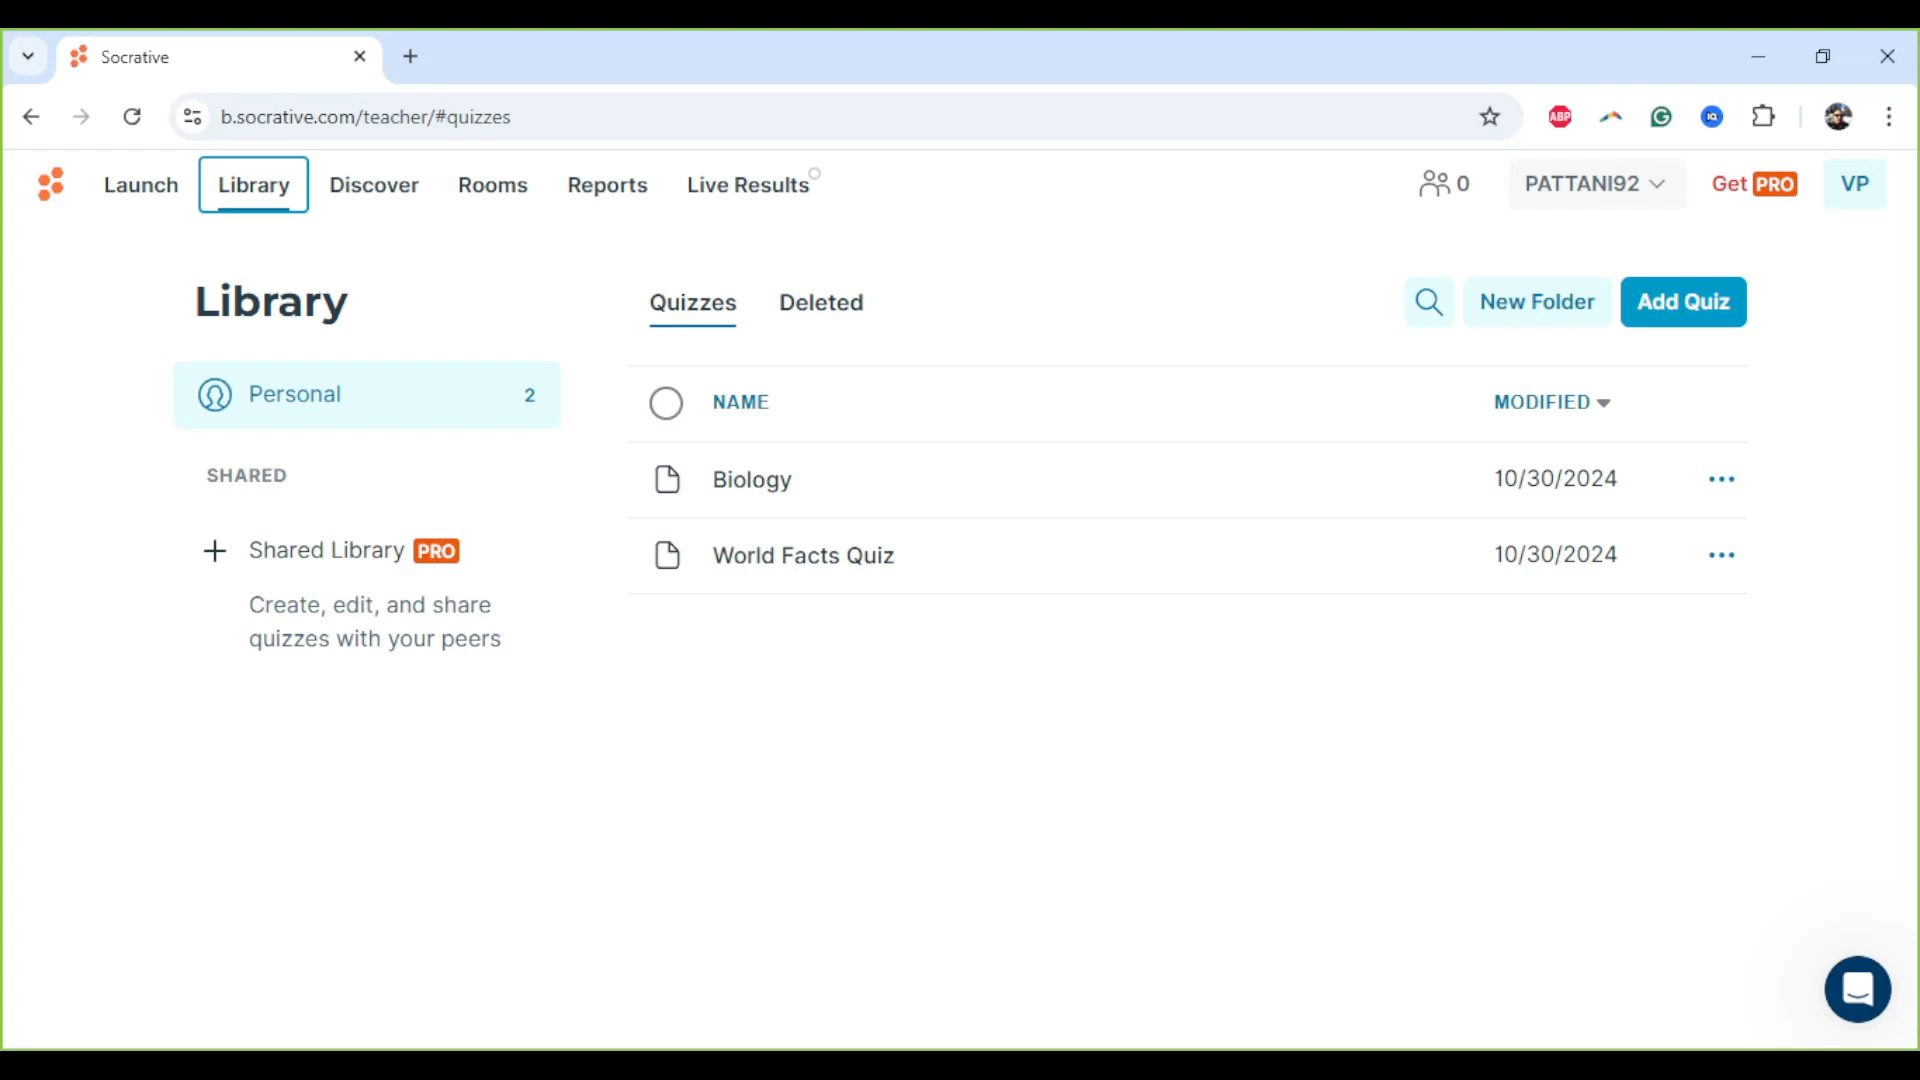 Socrative
b.socrative.com/teacher/#quizzes
ABP
IQ
Launch
Library
Discover
Rooms
Reports
Live Results
0
PATTANI92
Get PRO
VP
Library
Quizzes
Deleted
New Folder
Add Quiz
Personal
2
NAME
MODIFIED
SHARED
Biology
10/30/2024
Shared Library PRO
World Facts Quiz
10/30/2024
Create, edit, and share
quizzes with your peers